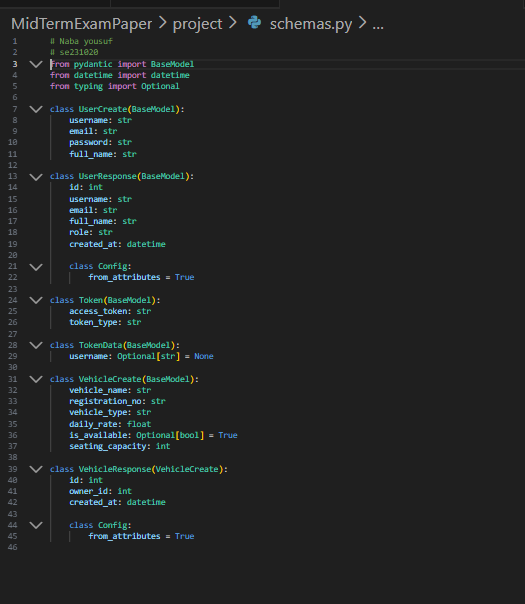 MidTermExamPaper > project > schemas.py > ...
1 # Naba yousuf
2 # se231020
3 from pydantic import BaseModel
4 from datetime import datetime
5 from typing import Optional
6
7 class UserCreate(BaseModel):
8     username: str
9     email: str
10     password: str
11     full_name: str
12
13 class UserResponse(BaseModel):
14     id: int
15     username: str
16     email: str
17     full_name: str
18     role: str
19     created_at: datetime
20
21     class Config:
22         from_attributes = True
23
24 class Token(BaseModel):
25     access_token: str
26     token_type: str
27
28 class TokenData(BaseModel):
29     username: Optional[str] = None
30
31 class VehicleCreate(BaseModel):
32     vehicle_name: str
33     registration_no: str
34     vehicle_type: str
35     daily_rate: float
36     is_available: Optional[bool] = True
37     seating_capacity: int
38
39 class VehicleResponse(VehicleCreate):
40     id: int
41     owner_id: int
42     created_at: datetime
43
44     class Config:
45         from_attributes = True
46